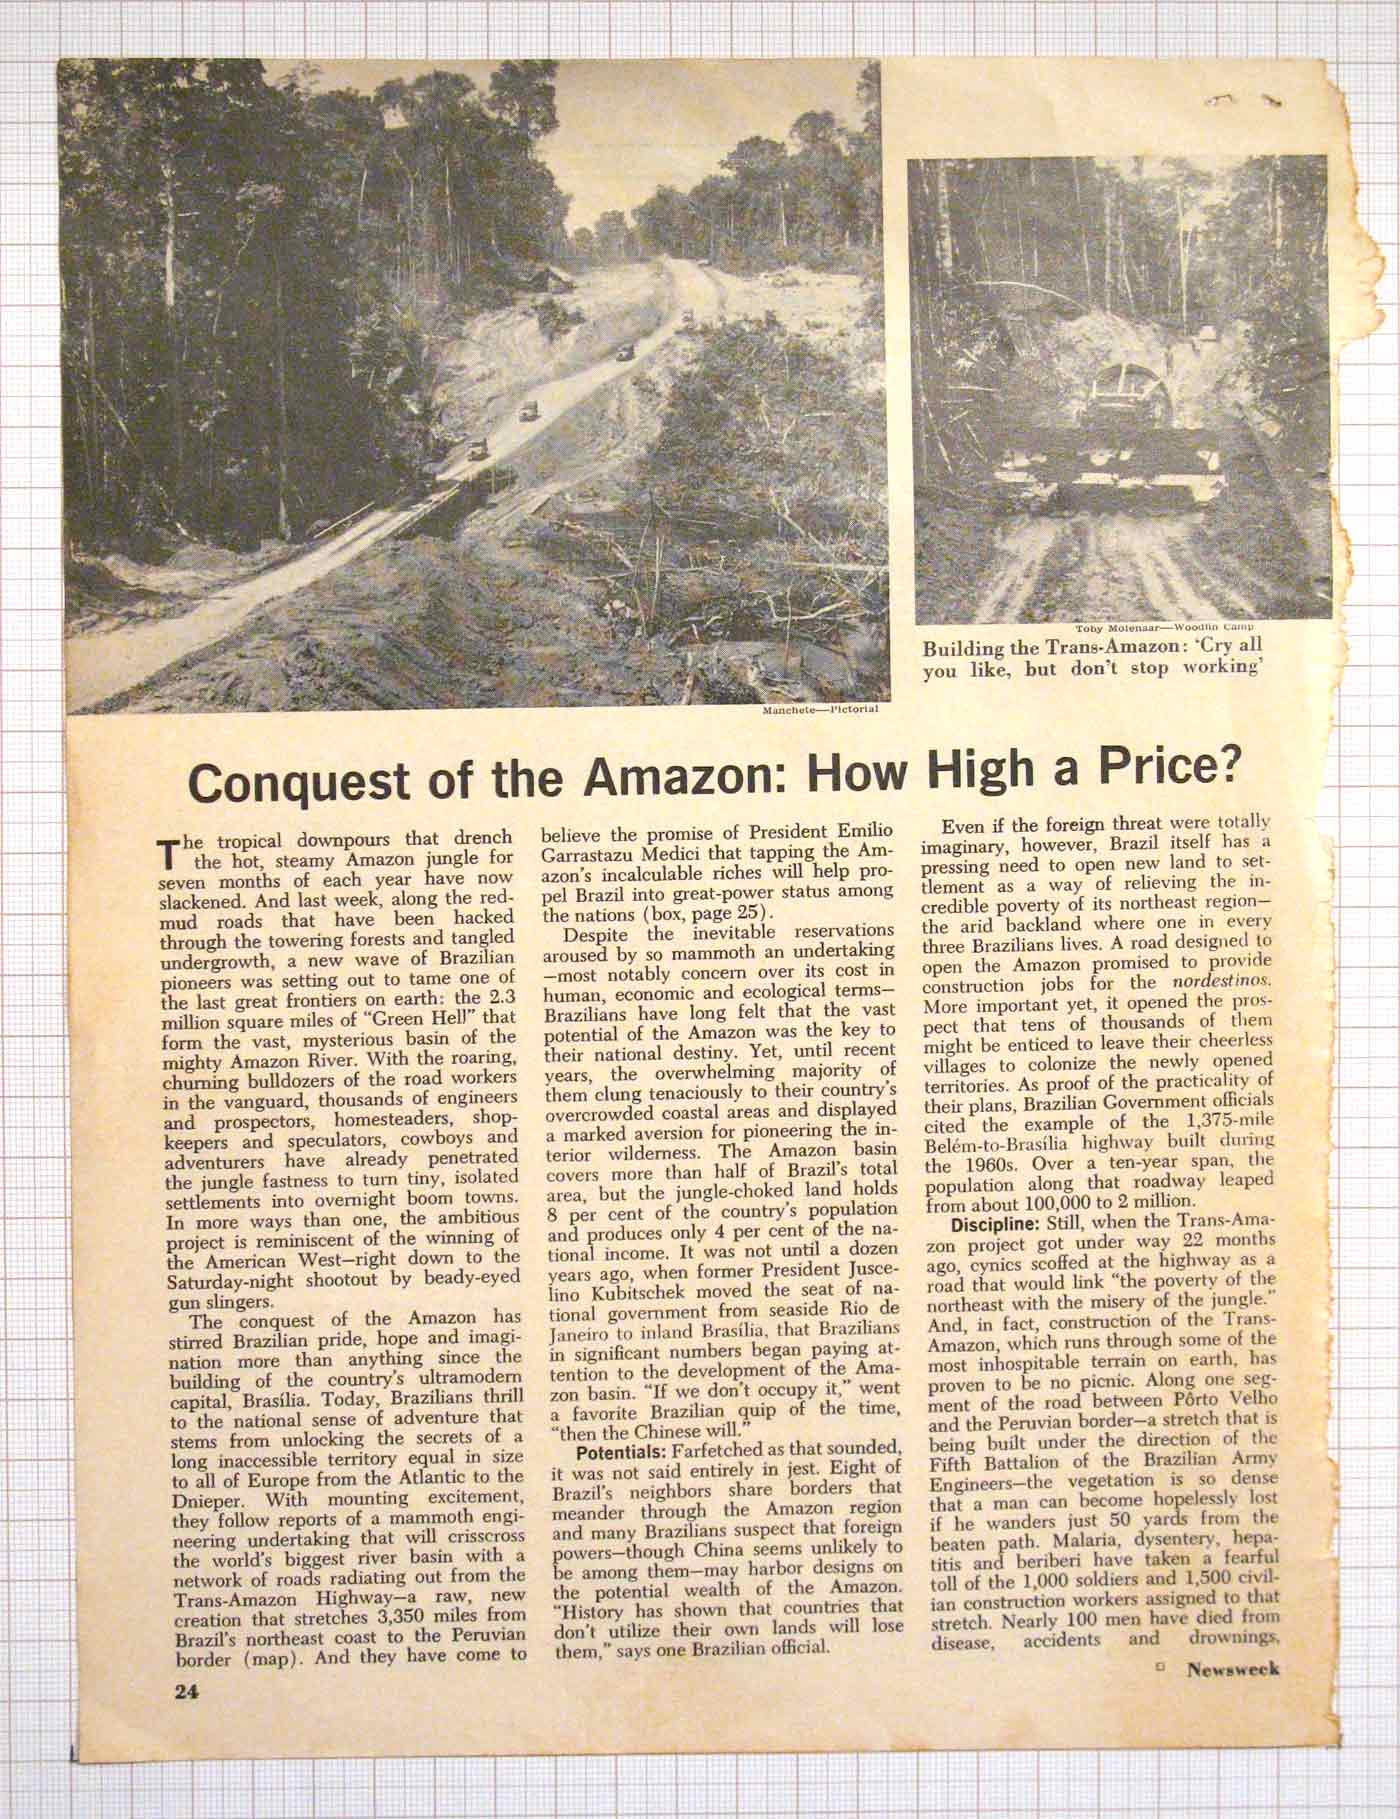 Toby Molenaar—Woodfin Camp
Building the Trans-Amazon: ‘Cry all
you like, but don’t stop working’
Manchete—Pictorial
Conquest of the Amazon: How High a Price?
The tropical downpours that drench
the hot, steamy Amazon jungle for
seven months of each year have now
slackened. And last week, along the red-
mud roads that have been hacked
through the towering forests and tangled
undergrowth, a new wave of Brazilian
pioneers was setting out to tame one of
the last great frontiers on earth: the 2.3
million square miles of “Green Hell” that
form the vast, mysterious basin of the
mighty Amazon River. With the roaring,
churning bulldozers of the road workers
in the vanguard, thousands of engineers
and prospectors, homesteaders, shop-
keepers and speculators, cowboys and
adventurers have already penetrated
the jungle fastness to turn tiny, isolated
settlements into overnight boom towns.
In more ways than one, the ambitious
project is reminiscent of the winning of
the American West—right down to the
Saturday-night shootout by beady-eyed
gun slingers.
The conquest of the Amazon has
stirred Brazilian pride, hope and imagi-
nation more than anything since the
building of the country’s ultramodern
capital, Brasília. Today, Brazilians thrill
to the national sense of adventure that
stems from unlocking the secrets of a
long inaccessible territory equal in size
to all of Europe from the Atlantic to the
Dnieper. With mounting excitement,
they follow reports of a mammoth engi-
neering undertaking that will crisscross
the world’s biggest river basin with a
network of roads radiating out from the
Trans-Amazon Highway—a raw, new
creation that stretches 3,350 miles from
Brazil’s northeast coast to the Peruvian
border (map). And they have come to
believe the promise of President Emílio
Garrastazu Medici that tapping the Am-
azon’s incalculable riches will help pro-
pel Brazil into great-power status among
the nations (box, page 25).
Despite the inevitable reservations
aroused by so mammoth an undertaking
—most notably concern over its cost in
human, economic and ecological terms—
Brazilians have long felt that the vast
potential of the Amazon was the key to
their national destiny. Yet, until recent
years, the overwhelming majority of
them clung tenaciously to their country’s
overcrowded coastal areas and displayed
a marked aversion for pioneering the in-
terior wilderness. The Amazon basin
covers more than half of Brazil’s total
area, but the jungle-choked land holds
8 per cent of the country’s population
and produces only 4 per cent of the na-
tional income. It was not until a dozen
years ago, when former President Jusce-
lino Kubitschek moved the seat of na-
tional government from seaside Rio de
Janeiro to inland Brasília, that Brazilians
in significant numbers began paying at-
tention to the development of the Ama-
zon basin. “If we don’t occupy it,” went
a favorite Brazilian quip of the time,
“then the Chinese will.”
Potentials: Farfetched as that sounded,
it was not said entirely in jest. Eight of
Brazil’s neighbors share borders that
meander through the Amazon region
and many Brazilians suspect that foreign
powers—though China seems unlikely to
be among them—may harbor designs on
the potential wealth of the Amazon.
“History has shown that countries that
don’t utilize their own lands will lose
them,” says one Brazilian official.
Even if the foreign threat were totally
imaginary, however, Brazil itself has a
pressing need to open new land to set-
tlement as a way of relieving the in-
credible poverty of its northeast region—
the arid backland where one in every
three Brazilians lives. A road designed to
open the Amazon promised to provide
construction jobs for the nordestinos.
More important yet, it opened the pros-
pect that tens of thousands of them
might be enticed to leave their cheerless
villages to colonize the newly opened
territories. As proof of the practicality of
their plans, Brazilian Government officials
cited the example of the 1,375-mile
Belém-to-Brasília highway built during
the 1960s. Over a ten-year span, the
population along that roadway leaped
from about 100,000 to 2 million.
Discipline: Still, when the Trans-Ama-
zon project got under way 22 months
ago, cynics scoffed at the highway as a
road that would link “the poverty of the
northeast with the misery of the jungle.”
And, in fact, construction of the Trans-
Amazon, which runs through some of the
most inhospitable terrain on earth, has
proven to be no picnic. Along one seg-
ment of the road between Pôrto Velho
and the Peruvian border—a stretch that is
being built under the direction of the
Fifth Battalion of the Brazilian Army
Engineers—the vegetation is so dense
that a man can become hopelessly lost
if he wanders just 50 yards from the
beaten path. Malaria, dysentery, hepa-
titis and beriberi have taken a fearful
toll of the 1,000 soldiers and 1,500 civil-
ian construction workers assigned to that
stretch. Nearly 100 men have died from
disease, accidents and drownings,
24
Newsweek